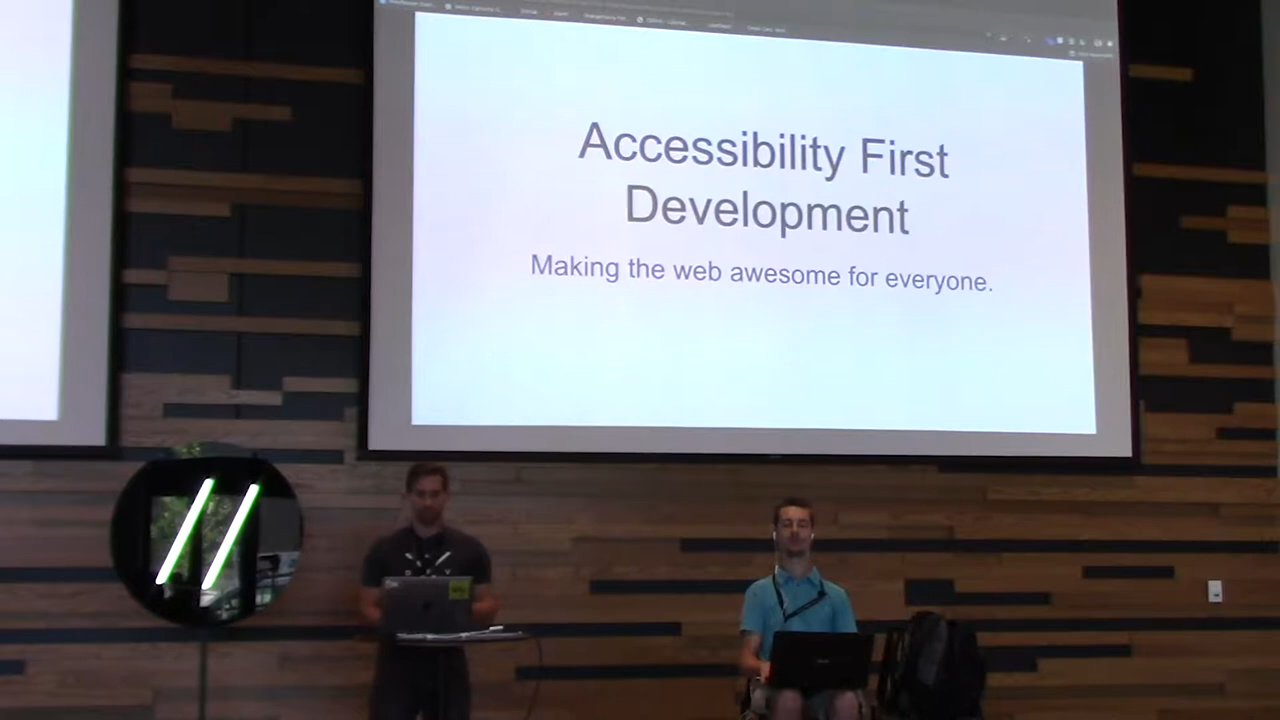 Accessibility First
Development
Making the web awesome for everyone.